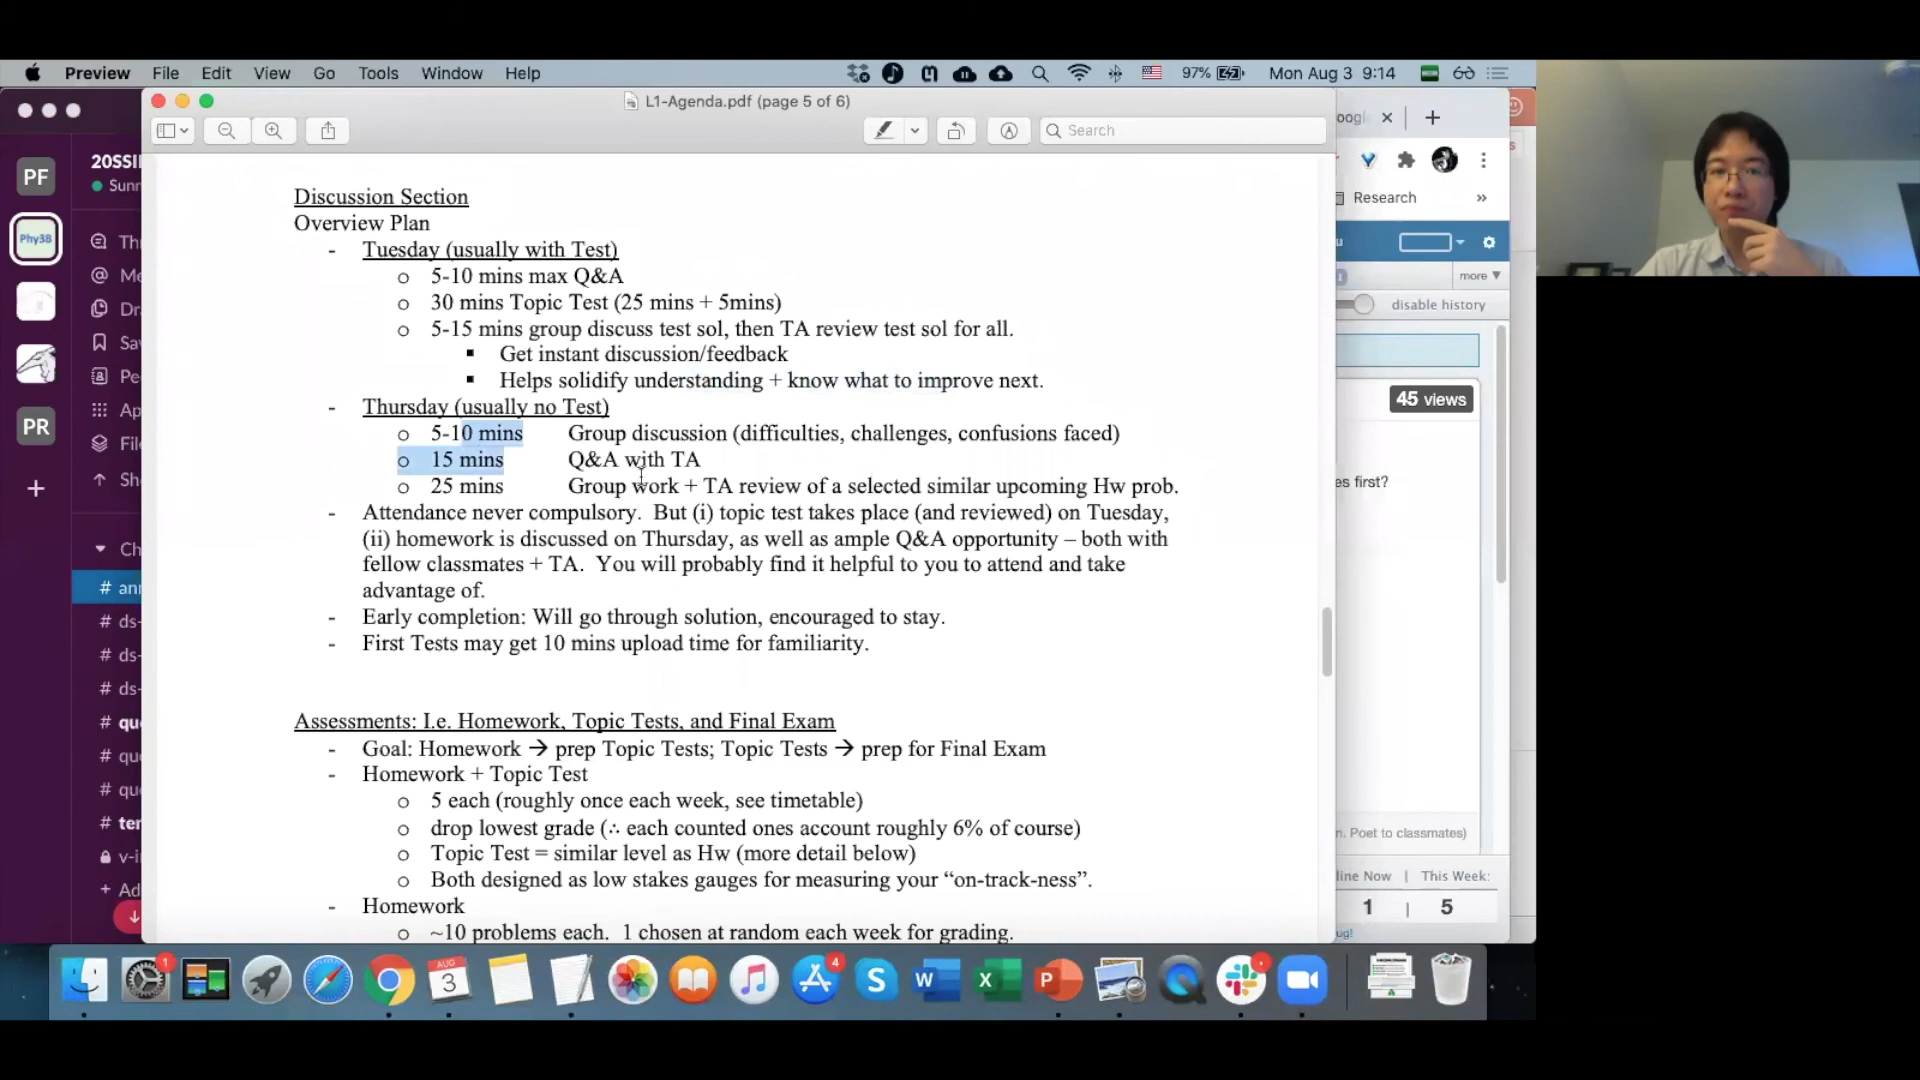 Preview File Edit View Go Tools Window Help
97% Mon Aug 3 9:14
L1-Agenda.pdf (page 5 of 6)
Search
PF
Phy38
PR
Discussion Section
Overview Plan
- Tuesday (usually with Test)
o 5-10 mins max Q&A
o 30 mins Topic Test (25 mins + 5mins)
o 5-15 mins group discuss test sol, then TA review test sol for all.
▪ Get instant discussion/feedback
▪ Helps solidify understanding + know what to improve next.
- Thursday (usually no Test)
o 5-10 mins Group discussion (difficulties, challenges, confusions faced)
o 15 mins Q&A with TA
o 25 mins Group work + TA review of a selected similar upcoming Hw prob.
- Attendance never compulsory. But (i) topic test takes place (and reviewed) on Tuesday,
(ii) homework is discussed on Thursday, as well as ample Q&A opportunity – both with
fellow classmates + TA. You will probably find it helpful to you to attend and take
advantage of.
- Early completion: Will go through solution, encouraged to stay.
- First Tests may get 10 mins upload time for familiarity.
Assessments: I.e. Homework, Topic Tests, and Final Exam
- Goal: Homework → prep Topic Tests; Topic Tests → prep for Final Exam
- Homework + Topic Test
o 5 each (roughly once each week, see timetable)
o drop lowest grade (∴ each counted ones account roughly 6% of course)
o Topic Test = similar level as Hw (more detail below)
o Both designed as low stakes gauges for measuring your “on-track-ness”.
- Homework
o ~10 problems each. 1 chosen at random each week for grading.
Research
more
disable history
45 views
es first?
n. Poet to classmates)
line Now | This Week:
1 | 5
AUG
3
1
4